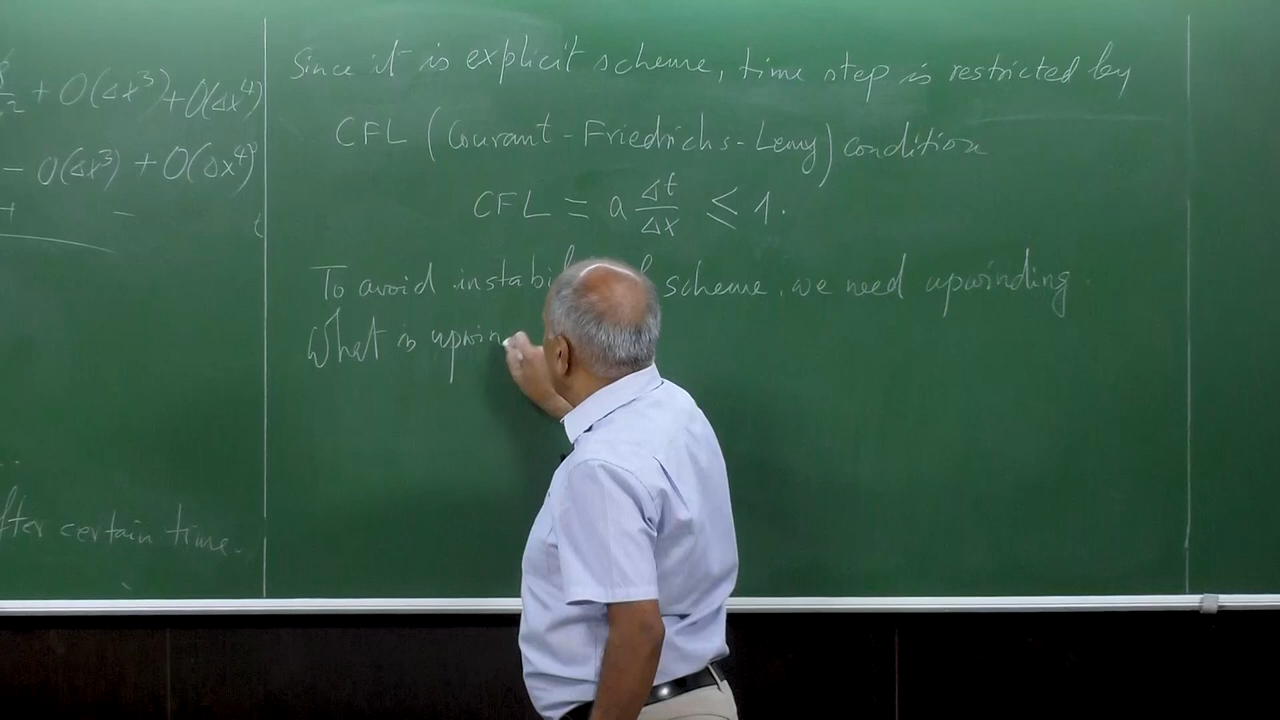 + O(Δx³) + O(Δx⁴)
− O(Δx³) + O(Δx⁴)
+ −
fter certain time.
Since it is explicit scheme, time step is restricted by
CFL (Courant-Friedrichs-Lewy) condition
CFL = a Δt/Δx ≤ 1.
To avoid instabi scheme, we need upwinding.
What is upwin